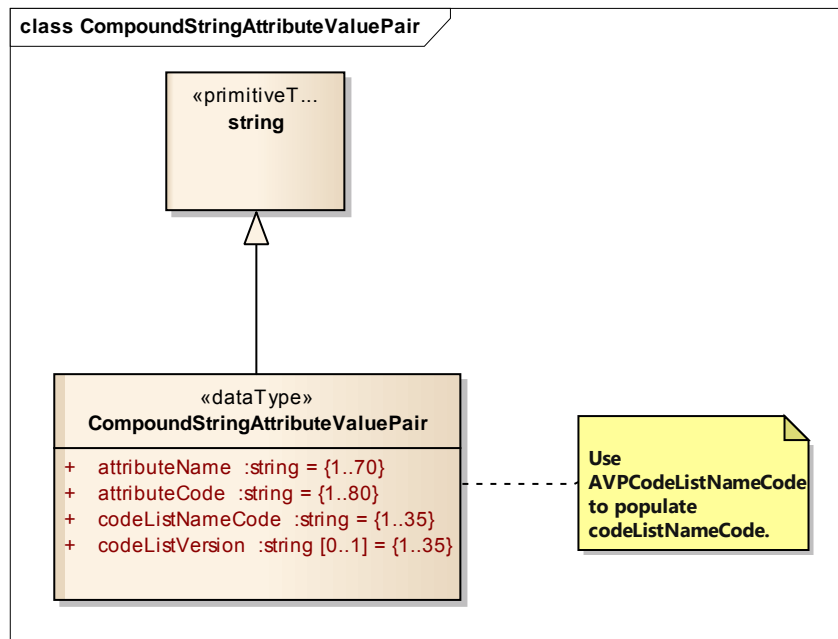 class CompoundStringAttributeValuePair
«primitiveT...
string
«dataType»
CompoundStringAttributeValuePair
+ attributeName :string = {1..70}
+ attributeCode :string = {1..80}
+ codeListNameCode :string = {1..35}
+ codeListVersion :string [0..1] = {1..35}
Use
AVPCodeListNameCode
to populate
codeListNameCode.